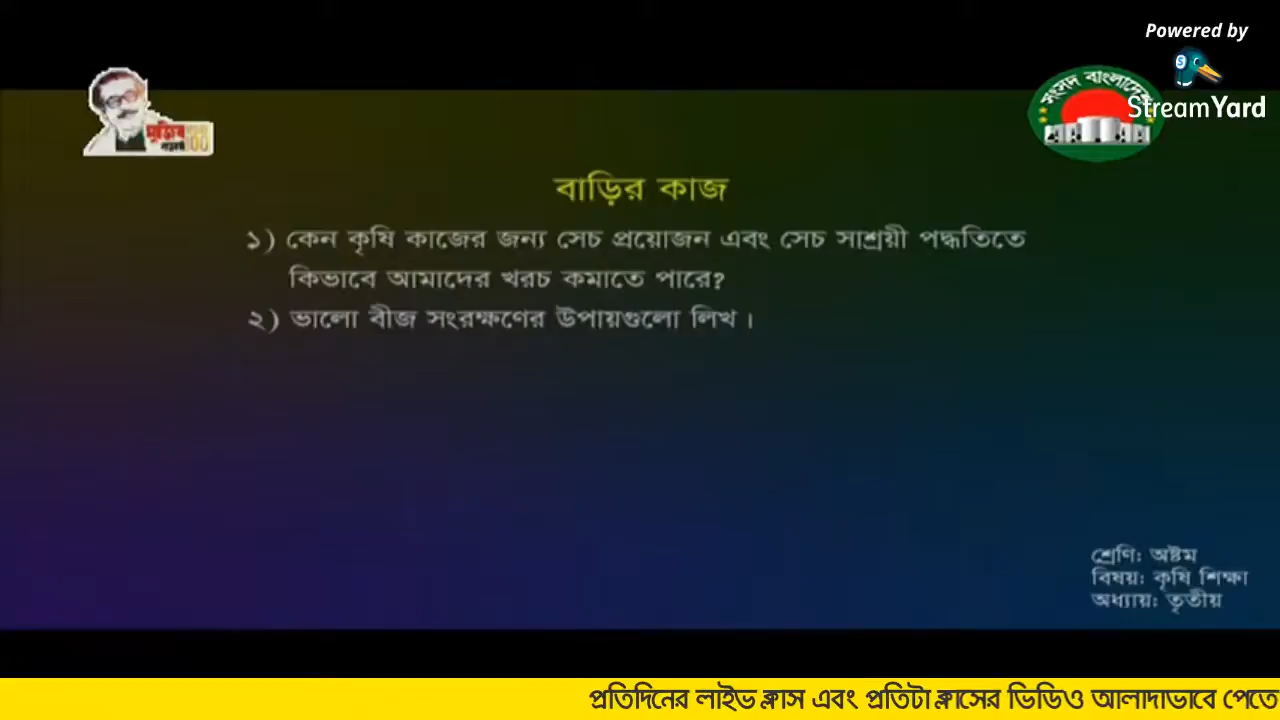 Powered by
StreamYard
সংসদ বাংলাদেশ
বাড়ির কাজ
১) কেন কৃষি কাজের জন্য সেচ প্রয়োজন এবং সেচ সাশ্রয়ী পদ্ধতিতে
কিভাবে আমাদের খরচ কমাতে পারে?
২) ভালো বীজ সংরক্ষণের উপায়গুলো লিখ।
শ্রেণি: অষ্টম
বিষয়: কৃষি শিক্ষা
অধ্যায়: তৃতীয়
প্রতিদিনের লাইভ ক্লাস এবং প্রতিটা ক্লাসের ভিডিও আলাদাভাবে পেতে